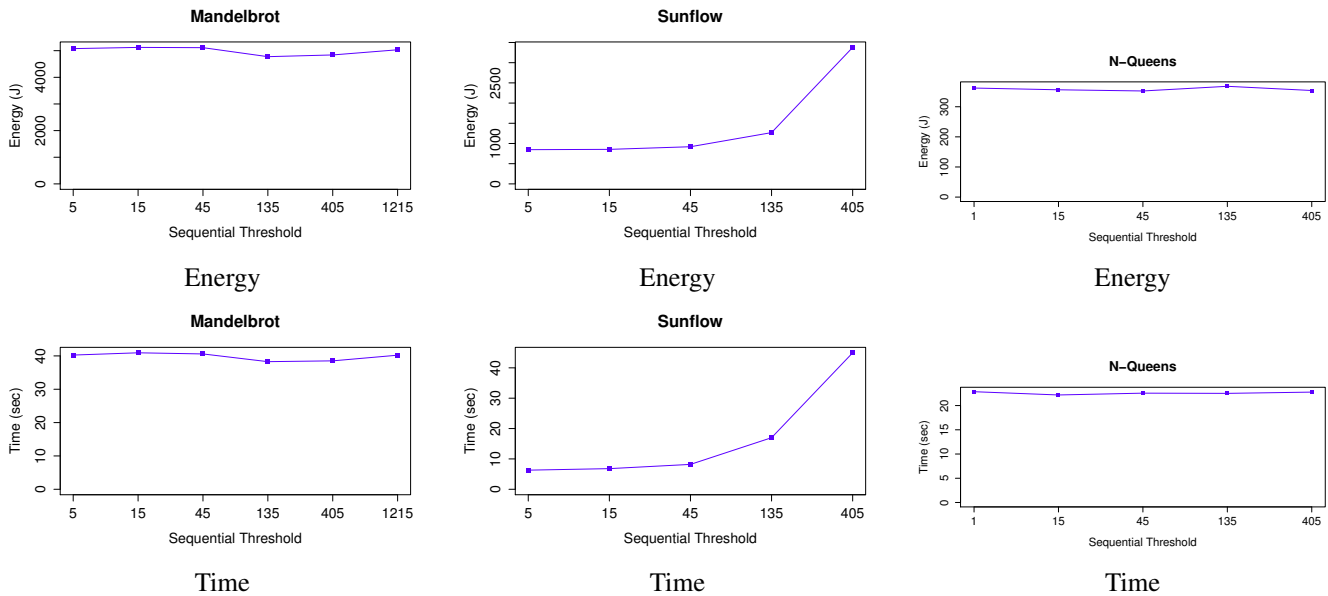 Mandelbrot
Energy (J)
4000
2000
0
5 15 45 135 405 1215
Sequential Threshold
Energy
Sunflow
Energy (J)
2500
1000
0
5 15 45 135 405
Sequential Threshold
Energy
N-Queens
Energy (J)
300
200
100
0
1 15 45 135 405
Sequential Threshold
Energy
Mandelbrot
Time (sec)
40
30
20
10
0
5 15 45 135 405 1215
Sequential Threshold
Time
Sunflow
Time (sec)
40
30
20
10
0
5 15 45 135 405
Sequential Threshold
Time
N-Queens
Time (sec)
20
15
10
5
0
1 15 45 135 405
Sequential Threshold
Time